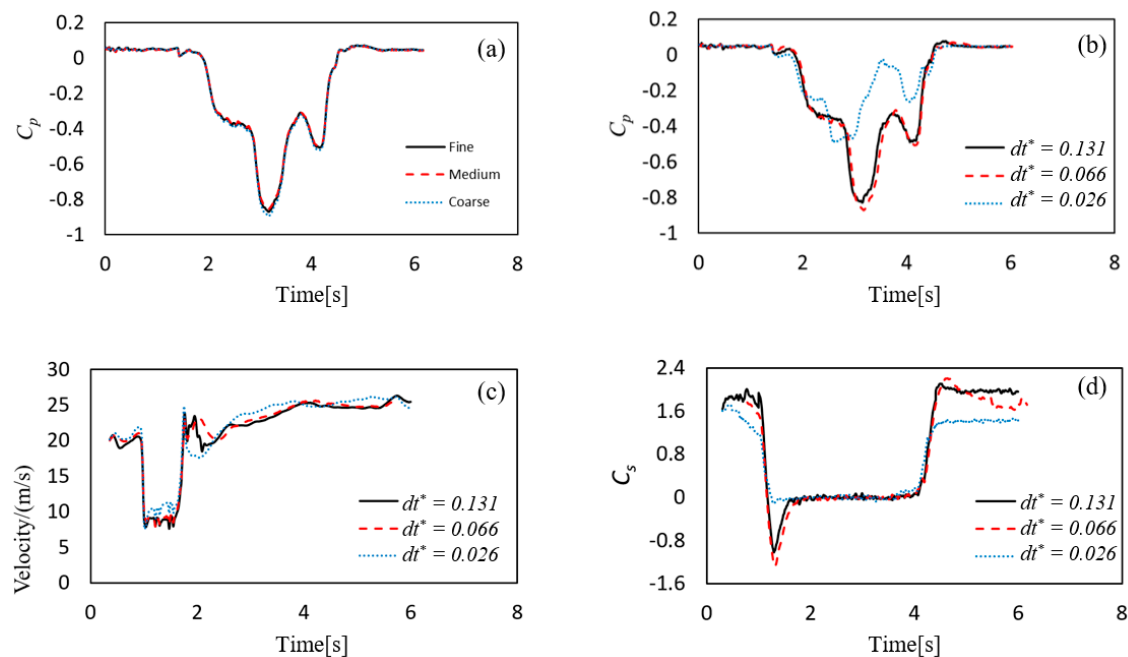 (a)
C_p
0.2
0
-0.2
-0.4
-0.6
-0.8
-1
Fine
Medium
Coarse
0 2 4 6 8
Time[s]
(b)
C_p
0.2
0
-0.2
-0.4
-0.6
-0.8
-1
dt* = 0.131
dt* = 0.066
dt* = 0.026
0 2 4 6 8
Time[s]
(c)
Velocity/(m/s)
30
25
20
15
10
5
0
dt* = 0.131
dt* = 0.066
dt* = 0.026
0 2 4 6 8
Time[s]
(d)
C_s
2.4
1.6
0.8
0
-0.8
-1.6
dt* = 0.131
dt* = 0.066
dt* = 0.026
0 2 4 6 8
Time[s]